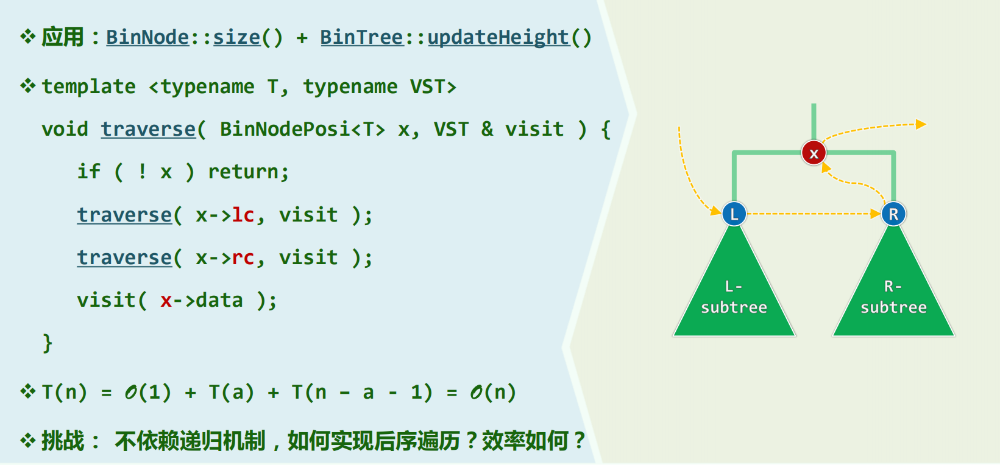 ❖ 应用：BinNode::size() + BinTree::updateHeight()
❖ template <typename T, typename VST>
void traverse( BinNodePosi<T> x, VST & visit ) {
if ( ! x ) return;
traverse( x->lc, visit );
traverse( x->rc, visit );
visit( x->data );
}
❖ T(n) = 𝒪(1) + T(a) + T(n – a - 1) = 𝒪(n)
❖ 挑战： 不依赖递归机制，如何实现后序遍历？效率如何？
x
L
R
L-
subtree
R-
subtree